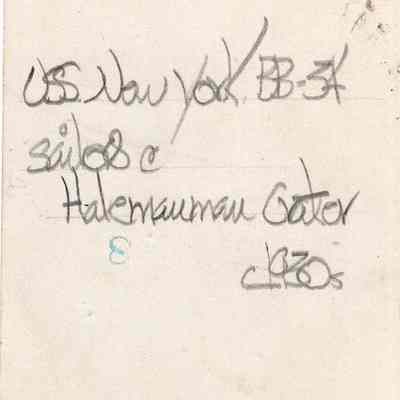 USS New York/BB-34
sailors @
Halemaumau Crater
8
c1930s